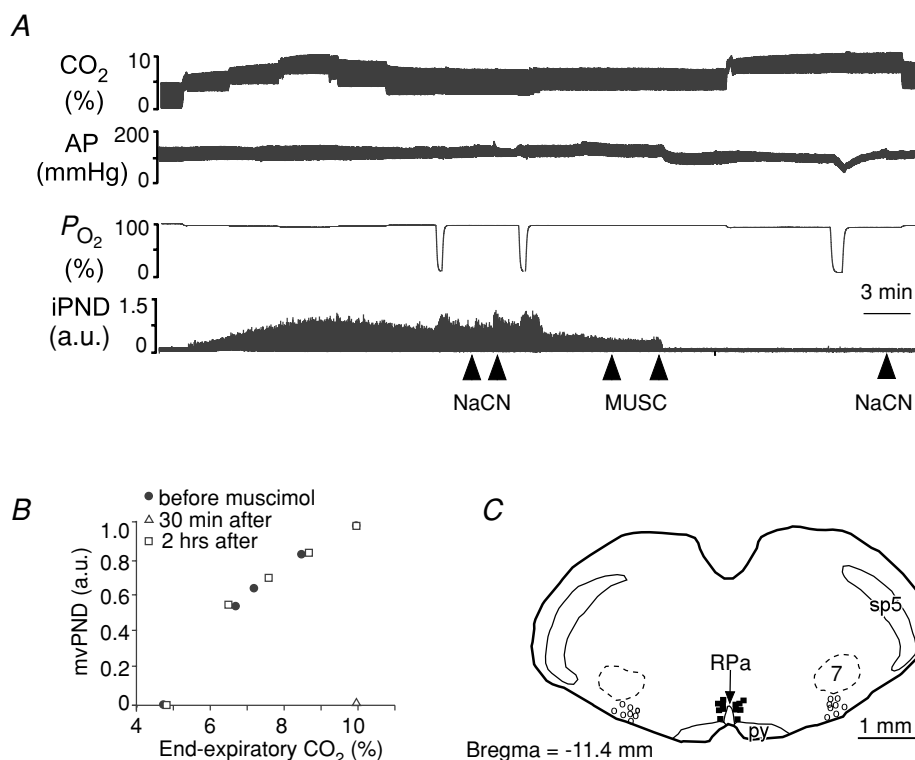 A
CO2
(%)
10
0
AP
(mmHg)
200
0
PO2
(%)
100
0
3 min
iPND
(a.u.)
1.5
0
NaCN
MUSC
NaCN
B
before muscimol
30 min after
2 hrs after
mvPND (a.u.)
1.0
0.8
0.6
0.4
0.2
0
4
6
8
10
End-expiratory CO2 (%)
C
sp5
RPa
7
py
1 mm
Bregma = -11.4 mm